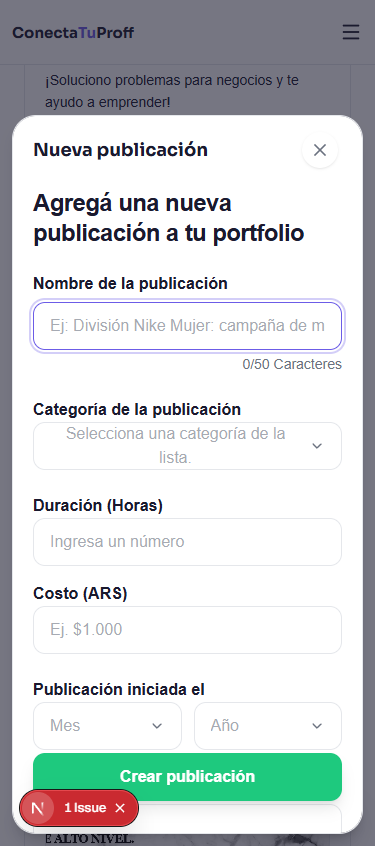 ConectaTuProff
¡Soluciono problemas para negocios y te
ayudo a emprender!
Nueva publicación
Agregá una nueva
publicación a tu portfolio
Nombre de la publicación
Ej: División Nike Mujer: campaña de m
0/50 Caracteres
Categoría de la publicación
Selecciona una categoría de la
lista.
Duración (Horas)
Ingresa un número
Costo (ARS)
Ej. $1.000
Publicación iniciada el
Mes
Año
Crear publicación
N
1 Issue
E ALTO NIVEL.